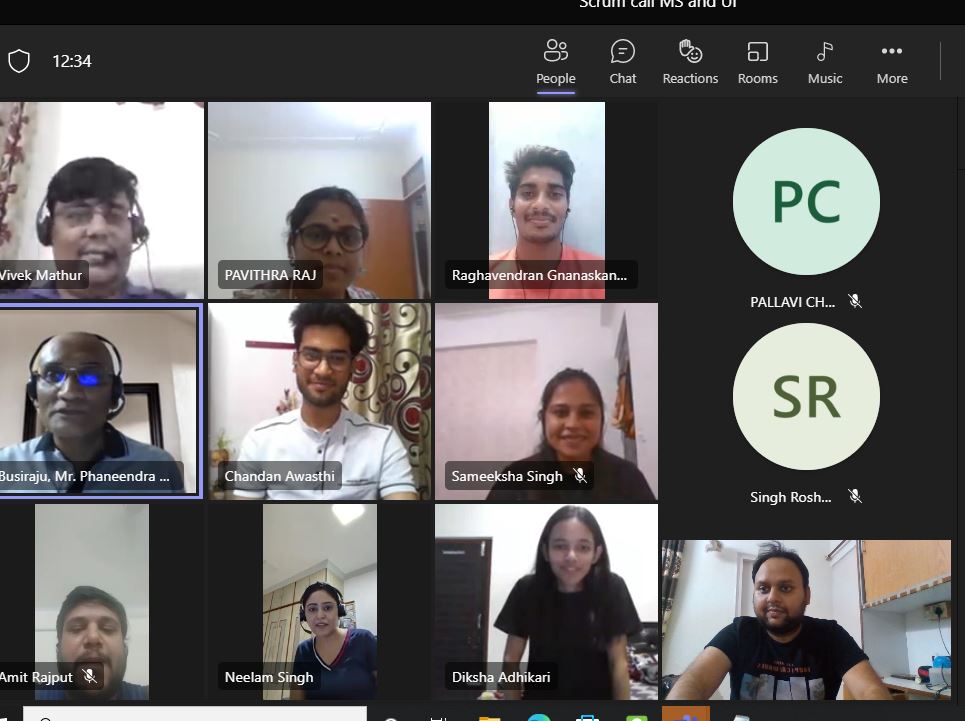 Scrum call MS and UI
12:34
People Chat Reactions Rooms Music More
Vivek Mathur
PAVITHRA RAJ
Raghavendran Gnanaskan...
PC
PALLAVI CH...
Busiraju, Mr. Phaneendra ...
Chandan Awasthi
Sameeksha Singh
SR
Singh Rosh...
Amit Rajput
Neelam Singh
Diksha Adhikari